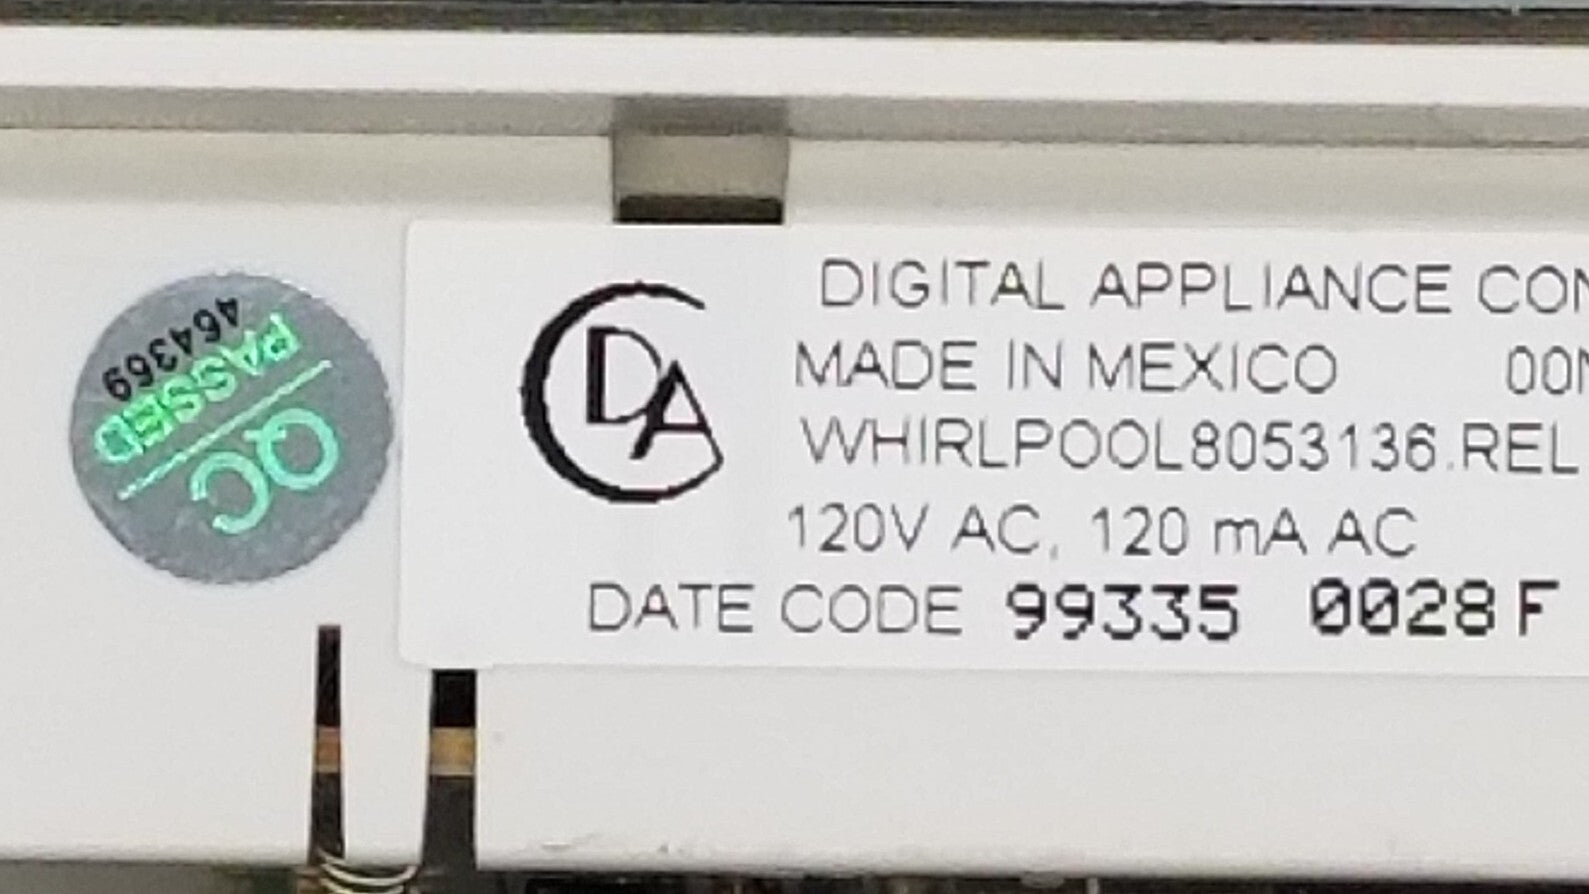 464369
PASSED
QC
DA
DIGITAL APPLIANCE CON
MADE IN MEXICO 00N
WHIRLPOOL8053136.REL
120V AC, 120 mA AC
DATE CODE 99335 0028F